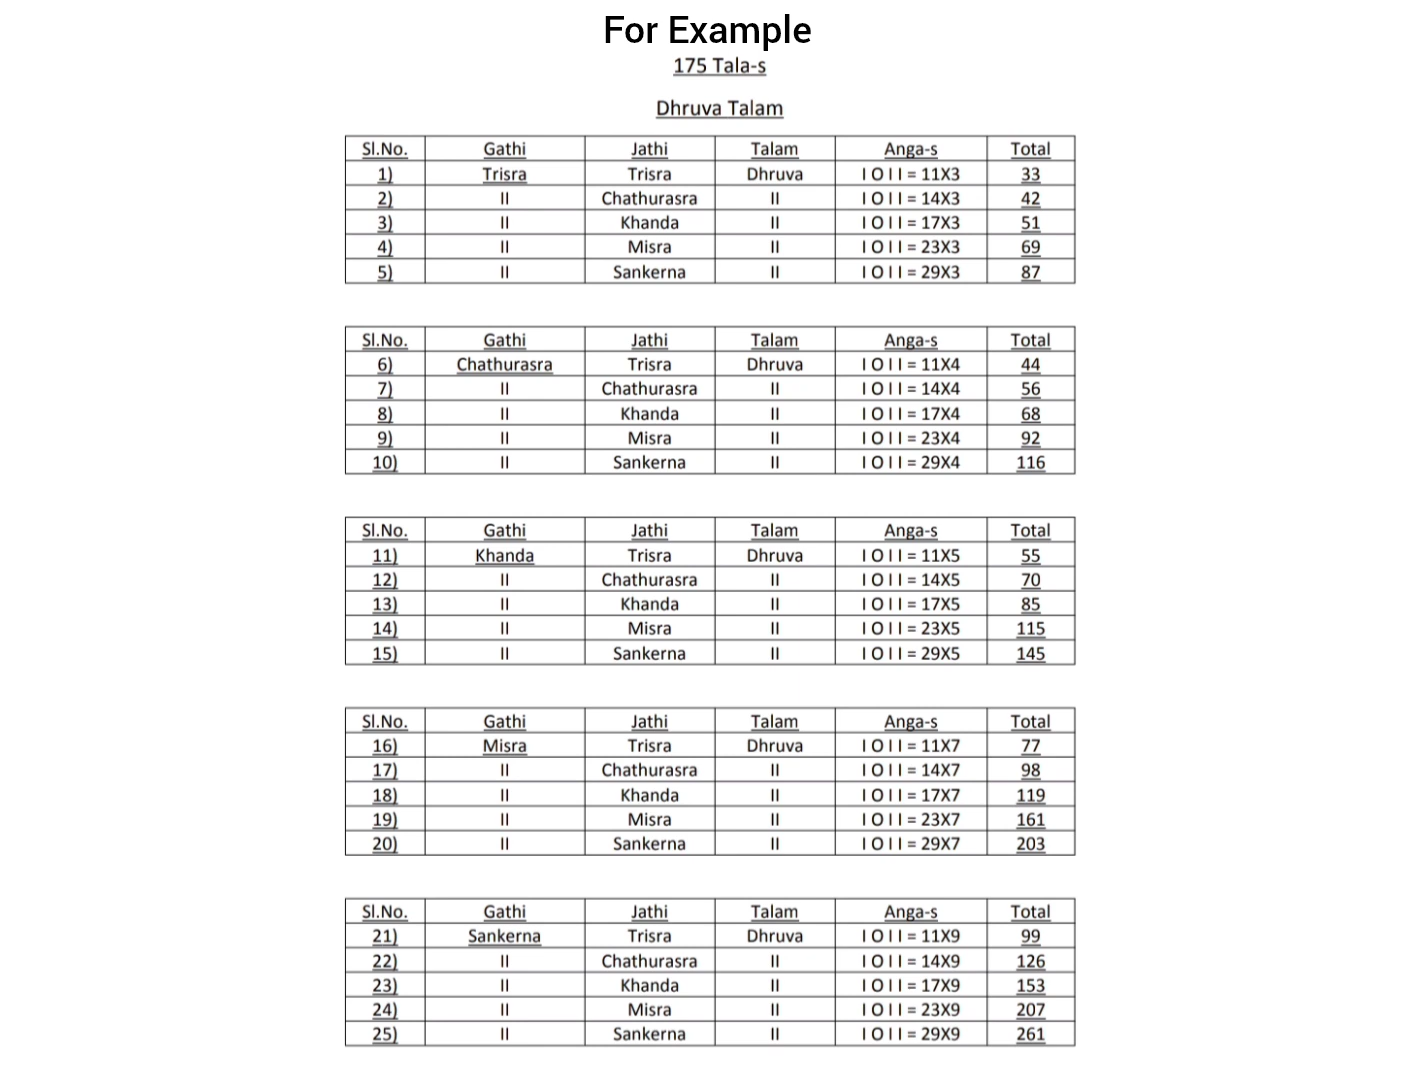 For Example
175 Tala-s
Dhruva Talam
Sl.No. Gathi Jathi Talam Anga-s Total
1) Trisra Trisra Dhruva I O I I = 11X3 33
2) II Chathurasra II I O I I = 14X3 42
3) II Khanda II I O I I = 17X3 51
4) II Misra II I O I I = 23X3 69
5) II Sankerna II I O I I = 29X3 87
Sl.No. Gathi Jathi Talam Anga-s Total
6) Chathurasra Trisra Dhruva I O I I = 11X4 44
7) II Chathurasra II I O I I = 14X4 56
8) II Khanda II I O I I = 17X4 68
9) II Misra II I O I I = 23X4 92
10) II Sankerna II I O I I = 29X4 116
Sl.No. Gathi Jathi Talam Anga-s Total
11) Khanda Trisra Dhruva I O I I = 11X5 55
12) II Chathurasra II I O I I = 14X5 70
13) II Khanda II I O I I = 17X5 85
14) II Misra II I O I I = 23X5 115
15) II Sankerna II I O I I = 29X5 145
Sl.No. Gathi Jathi Talam Anga-s Total
16) Misra Trisra Dhruva I O I I = 11X7 77
17) II Chathurasra II I O I I = 14X7 98
18) II Khanda II I O I I = 17X7 119
19) II Misra II I O I I = 23X7 161
20) II Sankerna II I O I I = 29X7 203
Sl.No. Gathi Jathi Talam Anga-s Total
21) Sankerna Trisra Dhruva I O I I = 11X9 99
22) II Chathurasra II I O I I = 14X9 126
23) II Khanda II I O I I = 17X9 153
24) II Misra II I O I I = 23X9 207
25) II Sankerna II I O I I = 29X9 261